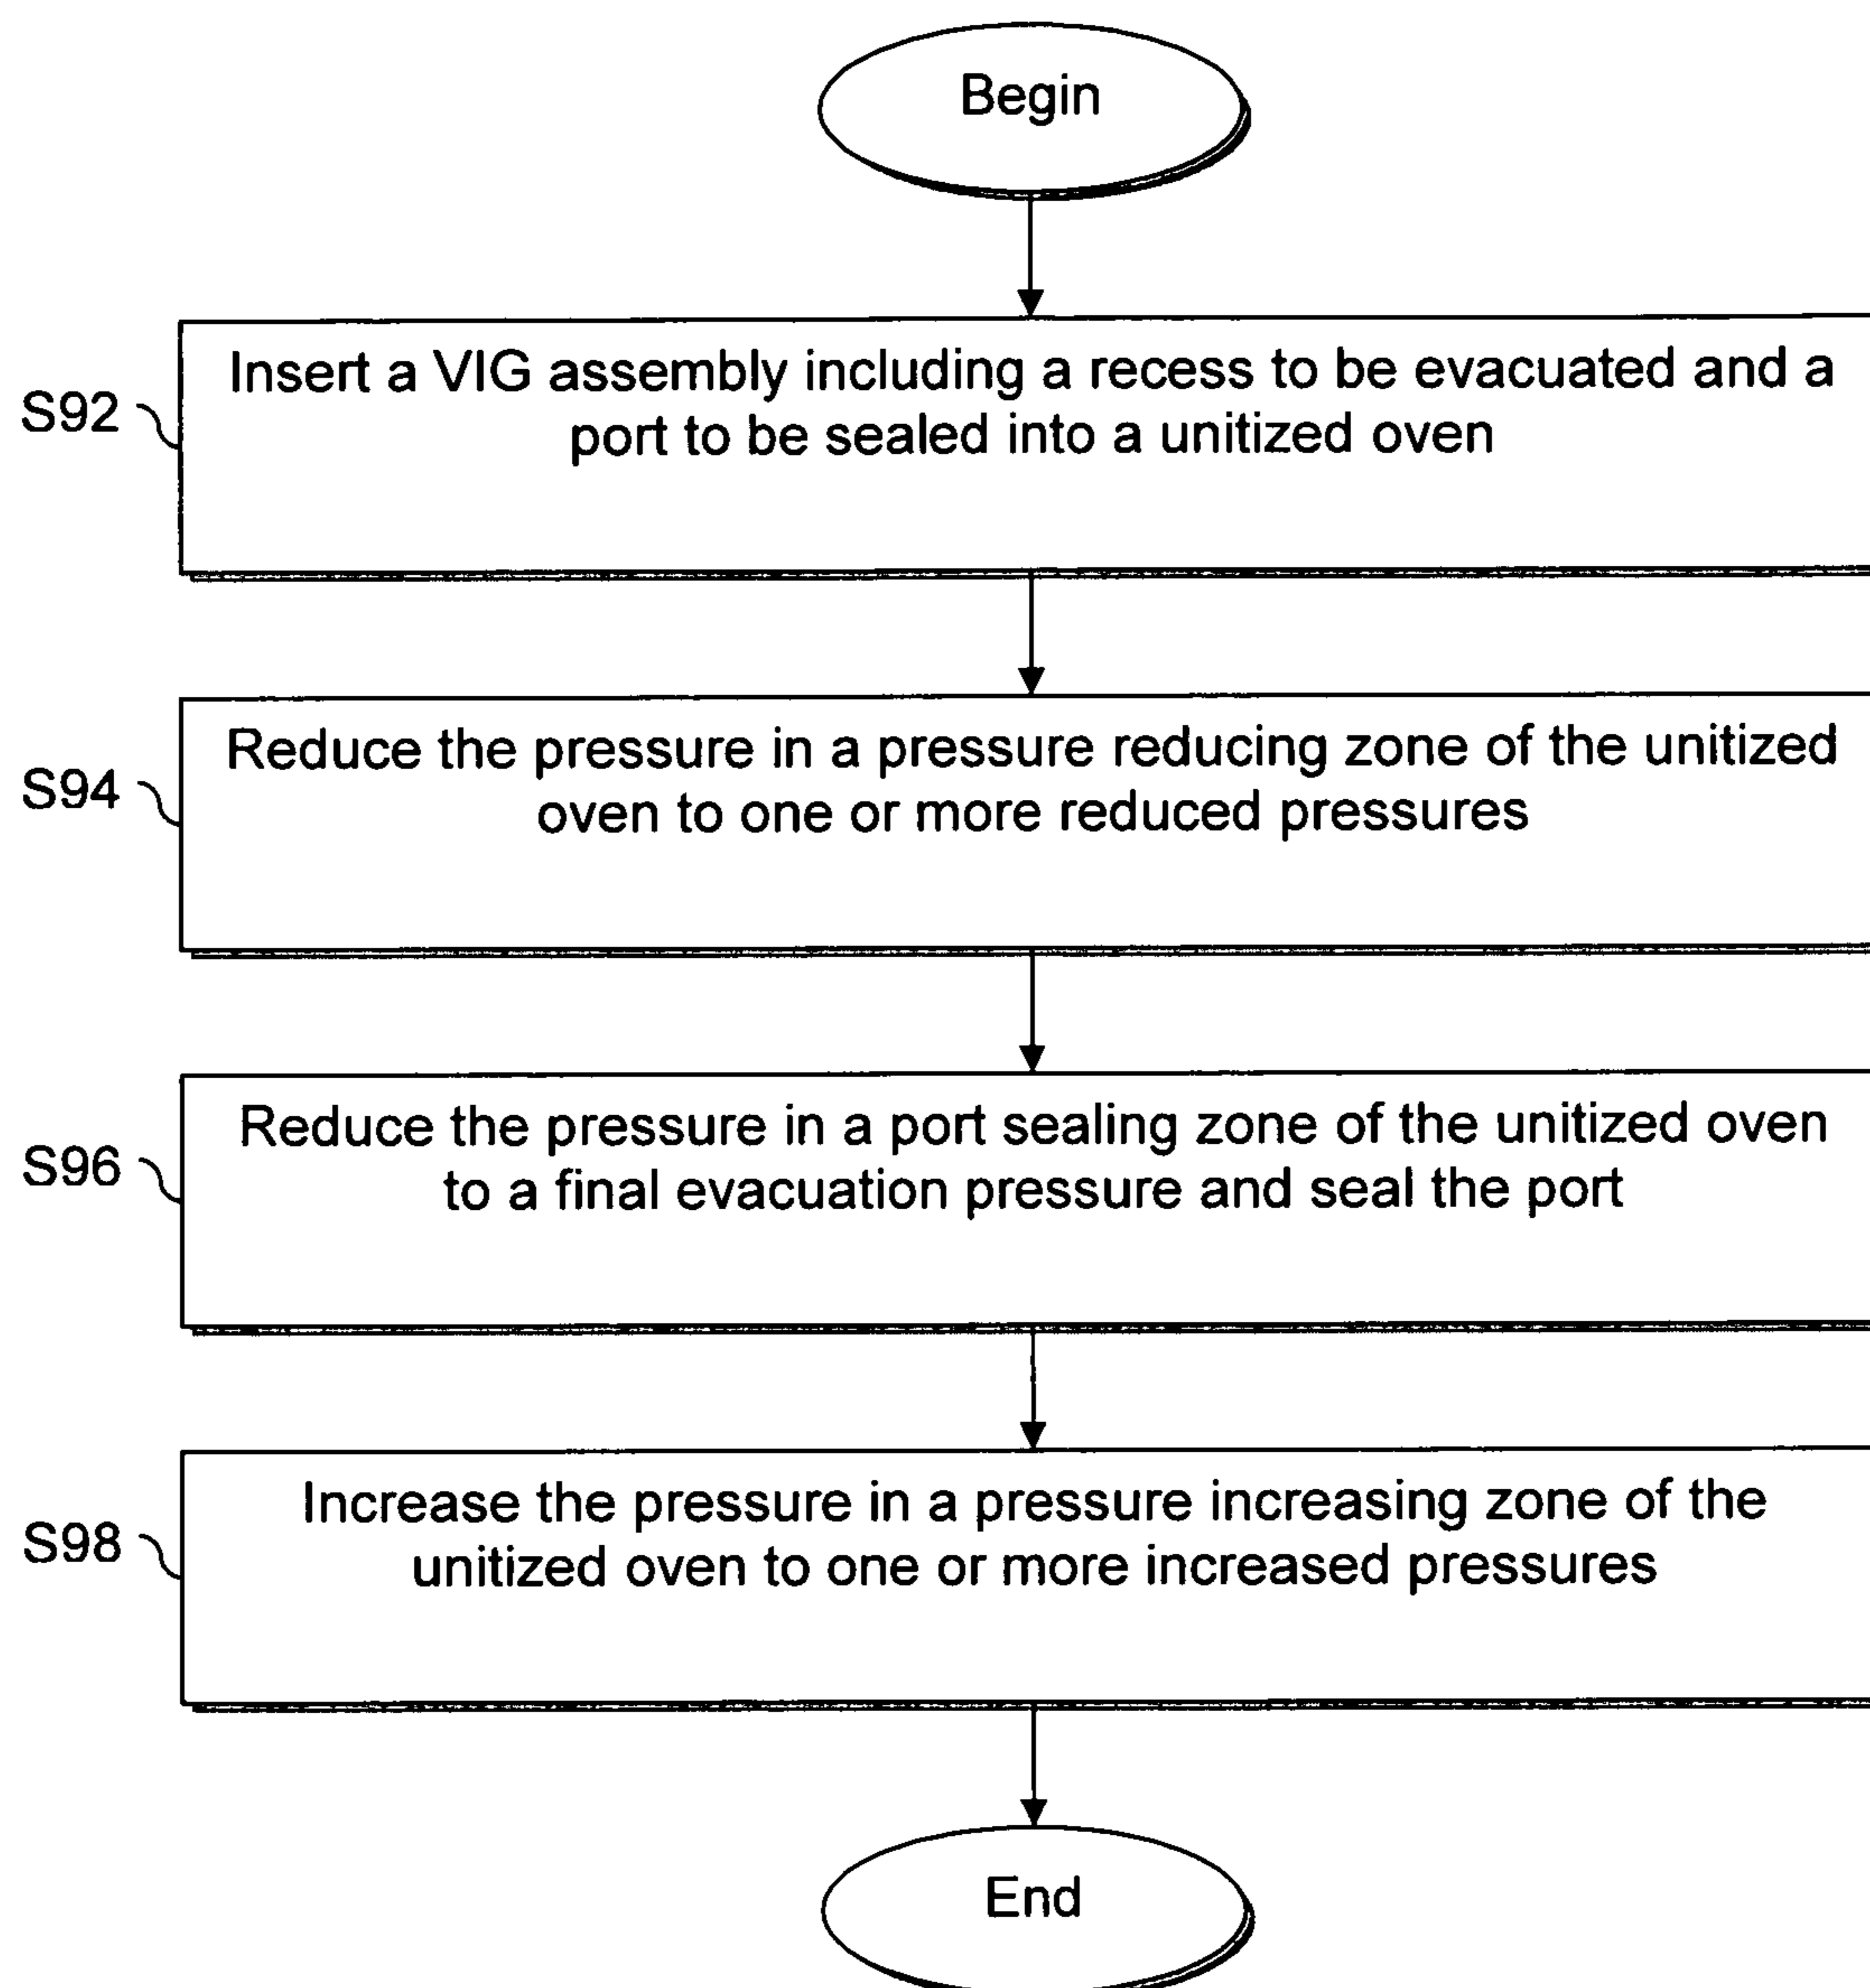 Begin
S92
Insert a VIG assembly including a recess to be evacuated and a
port to be sealed into a unitized oven
S94
Reduce the pressure in a pressure reducing zone of the unitized
oven to one or more reduced pressures
S96
Reduce the pressure in a port sealing zone of the unitized oven
to a final evacuation pressure and seal the port
S98
Increase the pressure in a pressure increasing zone of the
unitized oven to one or more increased pressures
End